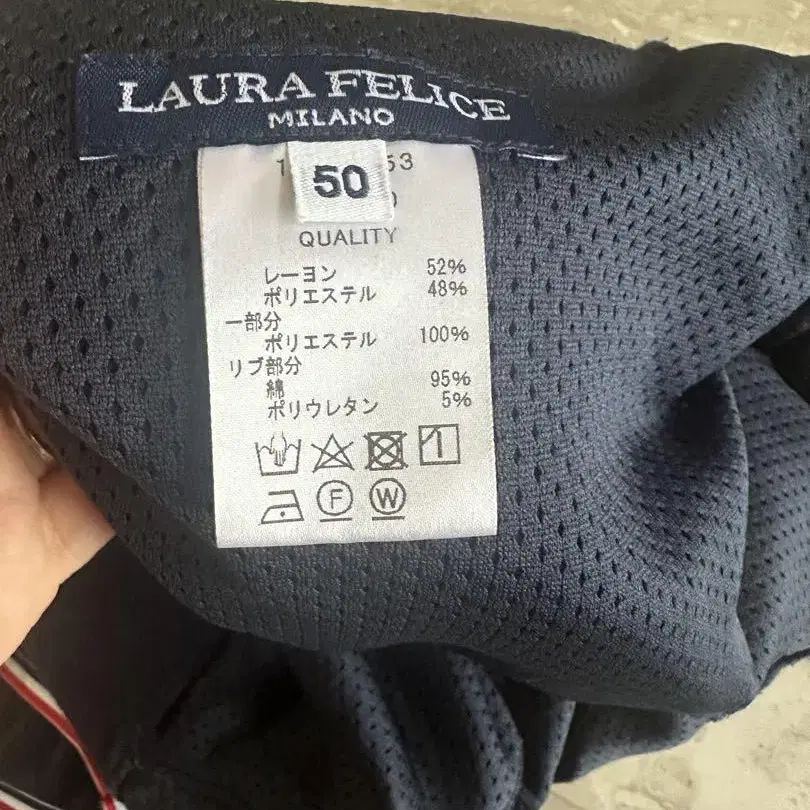 LAURA FELICE
MILANO
50
QUALITY
レーヨン 52%
ポリエステル 48%
一部分
ポリエステル 100%
リブ部分
綿 95%
ポリウレタン 5%
F W